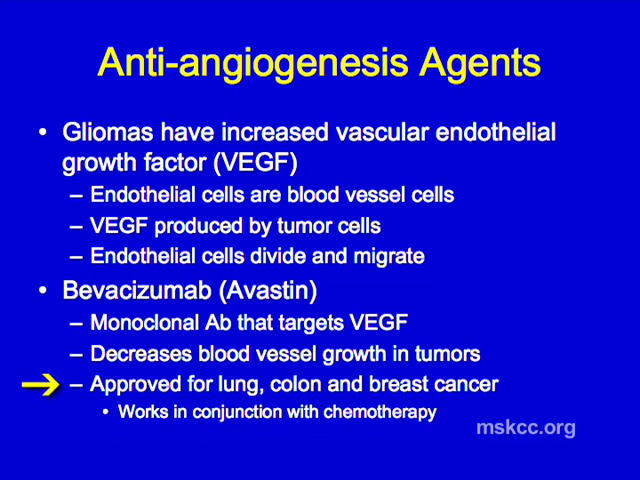 Anti-angiogenesis Agents
• Gliomas have increased vascular endothelial
growth factor (VEGF)
– Endothelial cells are blood vessel cells
– VEGF produced by tumor cells
– Endothelial cells divide and migrate
• Bevacizumab (Avastin)
– Monoclonal Ab that targets VEGF
– Decreases blood vessel growth in tumors
– Approved for lung, colon and breast cancer
• Works in conjunction with chemotherapy
mskcc.org